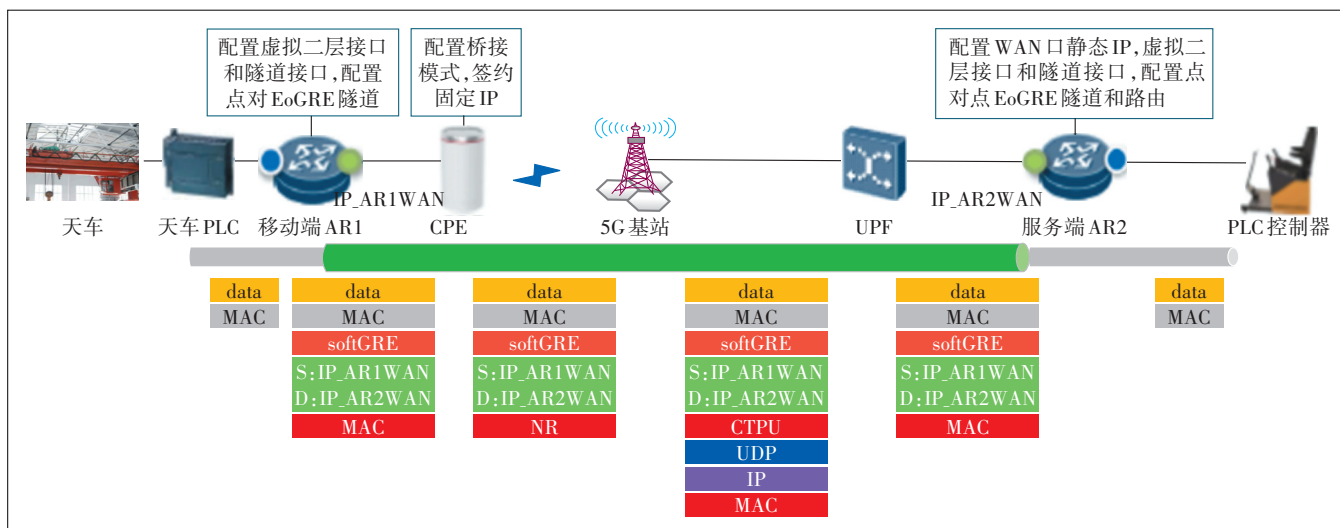 配置虚拟二层接口
和隧道接口,配置
点对EoGRE隧道
配置桥接
模式,签约
固定IP
配置WAN口静态IP,虚拟二
层接口和隧道接口,配置点
对点EoGRE隧道和路由
IP_AR1WAN
IP_AR2WAN
天车
天车PLC
移动端AR1
CPE
5G基站
UPF
服务端AR2
PLC控制器
data
MAC
data
MAC
softGRE
S:IP_AR1WAN
D:IP_AR2WAN
MAC
data
MAC
softGRE
S:IP_AR1WAN
D:IP_AR2WAN
NR
data
MAC
softGRE
S:IP_AR1WAN
D:IP_AR2WAN
CTPU
UDP
IP
MAC
data
MAC
softGRE
S:IP_AR1WAN
D:IP_AR2WAN
MAC
data
MAC